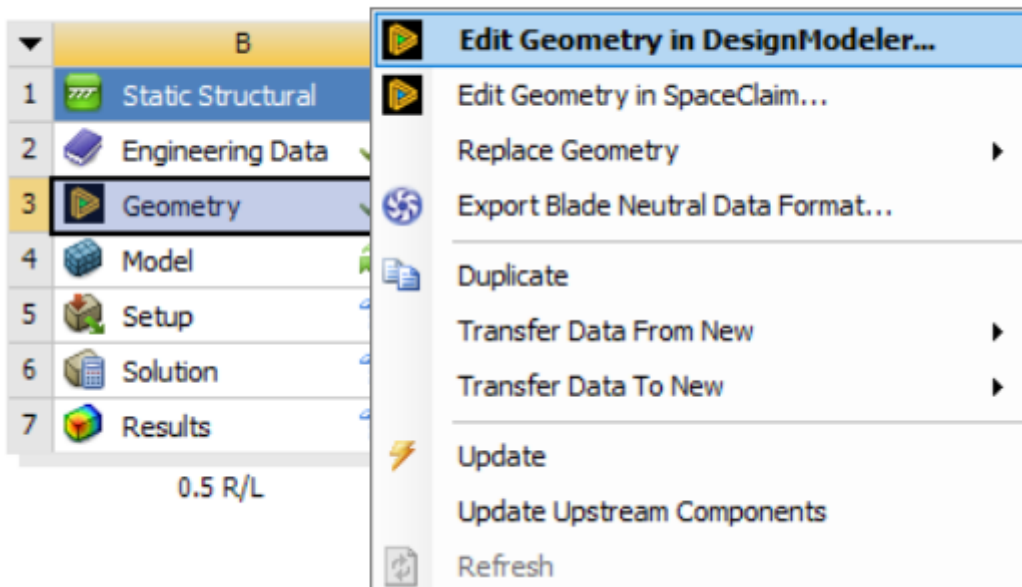 B
1 Static Structural
2 Engineering Data
3 Geometry
4 Model
5 Setup
6 Solution
7 Results
0.5 R/L
Edit Geometry in DesignModeler...
Edit Geometry in SpaceClaim...
Replace Geometry
Export Blade Neutral Data Format...
Duplicate
Transfer Data From New
Transfer Data To New
Update
Update Upstream Components
Refresh